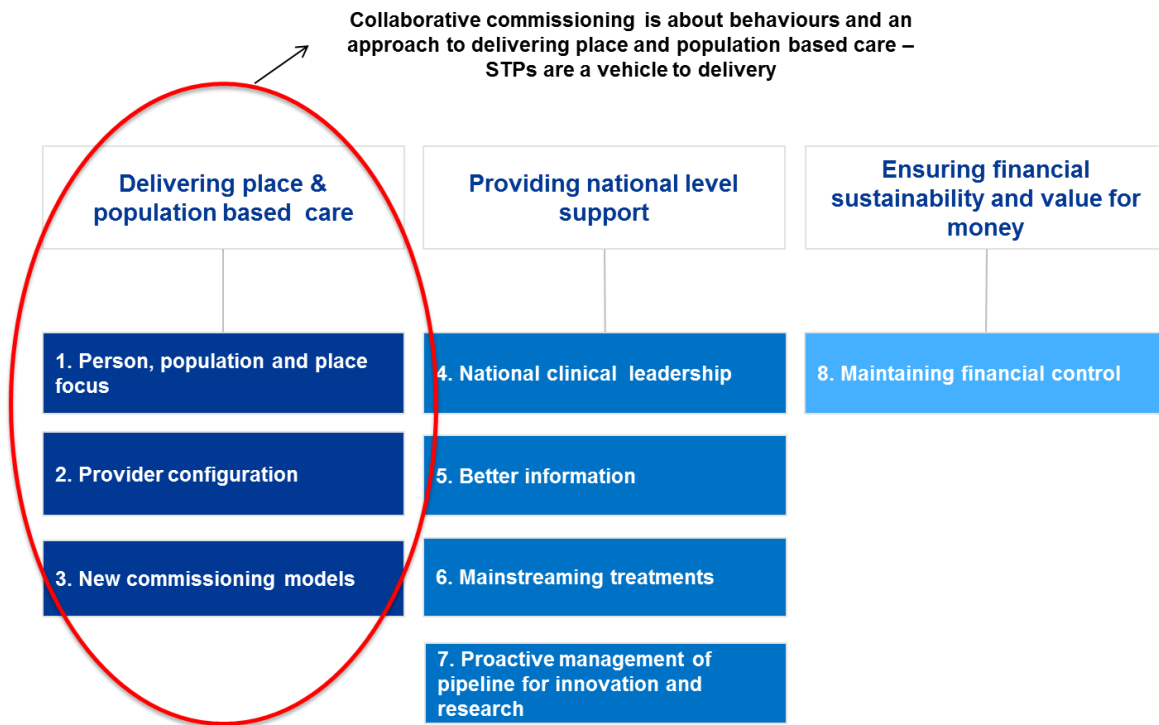 Collaborative commissioning is about behaviours and an
approach to delivering place and population based care –
STPs are a vehicle to delivery
Delivering place &
population based care
Providing national level
support
Ensuring financial
sustainability and value for
money
1. Person, population and place
focus
2. Provider configuration
3. New commissioning models
4. National clinical leadership
5. Better information
6. Mainstreaming treatments
7. Proactive management of
pipeline for innovation and
research
8. Maintaining financial control